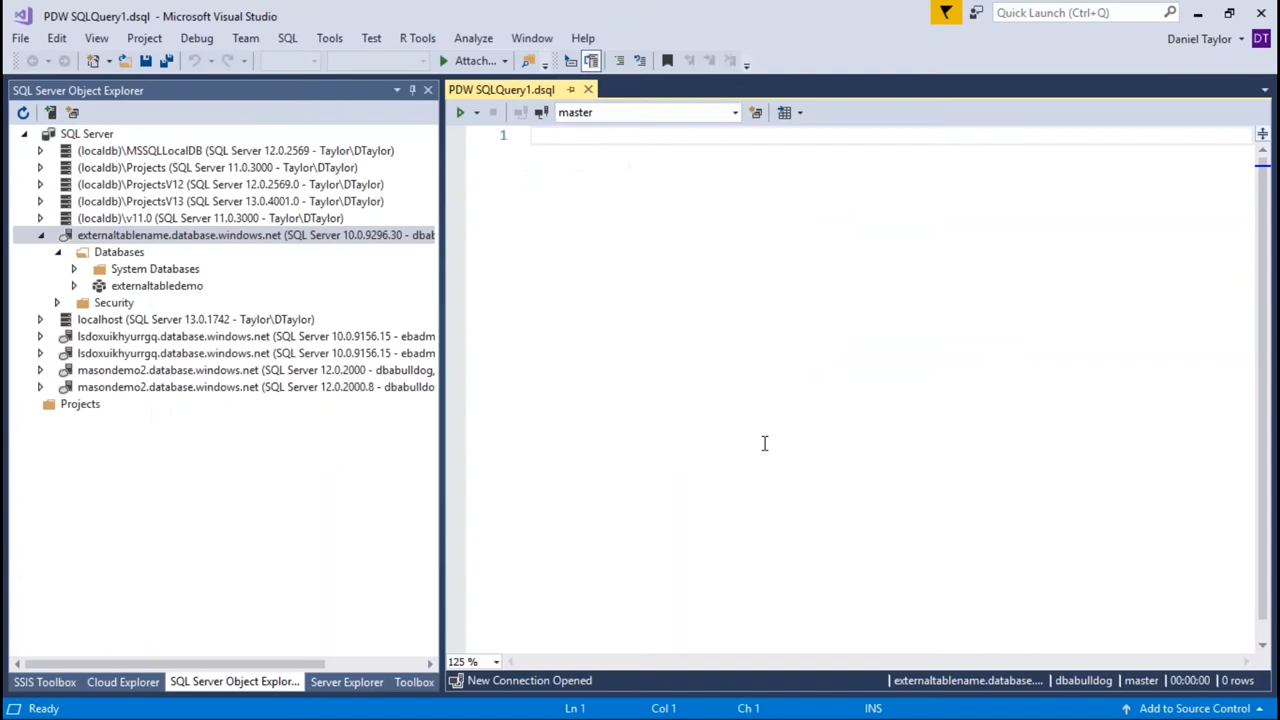 PDW SQLQuery1.dsql - Microsoft Visual Studio
Quick Launch (Ctrl+Q)
File Edit View Project Debug Team SQL Tools Test R Tools Analyze Window Help
Daniel Taylor DT
Attach...
SQL Server Object Explorer
PDW SQLQuery1.dsql
master
SQL Server
1
(localdb)\MSSQLLocalDB (SQL Server 12.0.2569 - Taylor\DTaylor)
(localdb)\Projects (SQL Server 11.0.3000 - Taylor\DTaylor)
(localdb)\ProjectsV12 (SQL Server 12.0.2569.0 - Taylor\DTaylor)
(localdb)\ProjectsV13 (SQL Server 13.0.4001.0 - Taylor\DTaylor)
(localdb)\v11.0 (SQL Server 11.0.3000 - Taylor\DTaylor)
externaltablename.database.windows.net (SQL Server 10.0.9296.30 - dbab
Databases
System Databases
externaltabledemo
Security
localhost (SQL Server 13.0.1742 - Taylor\DTaylor)
lsdoxuikhyurrgq.database.windows.net (SQL Server 10.0.9156.15 - ebadm
lsdoxuikhyurrgq.database.windows.net (SQL Server 10.0.9156.15 - ebadm
masondemo2.database.windows.net (SQL Server 12.0.2000 - dbabulldog,
masondemo2.database.windows.net (SQL Server 12.0.2000.8 - dbabulldo
Projects
125 %
SSIS Toolbox Cloud Explorer SQL Server Object Explor... Server Explorer Toolbox
New Connection Opened
externaltablename.database.... dbabulldog master 00:00:00 0 rows
Ready
Ln 1 Col 1 Ch 1 INS
Add to Source Control